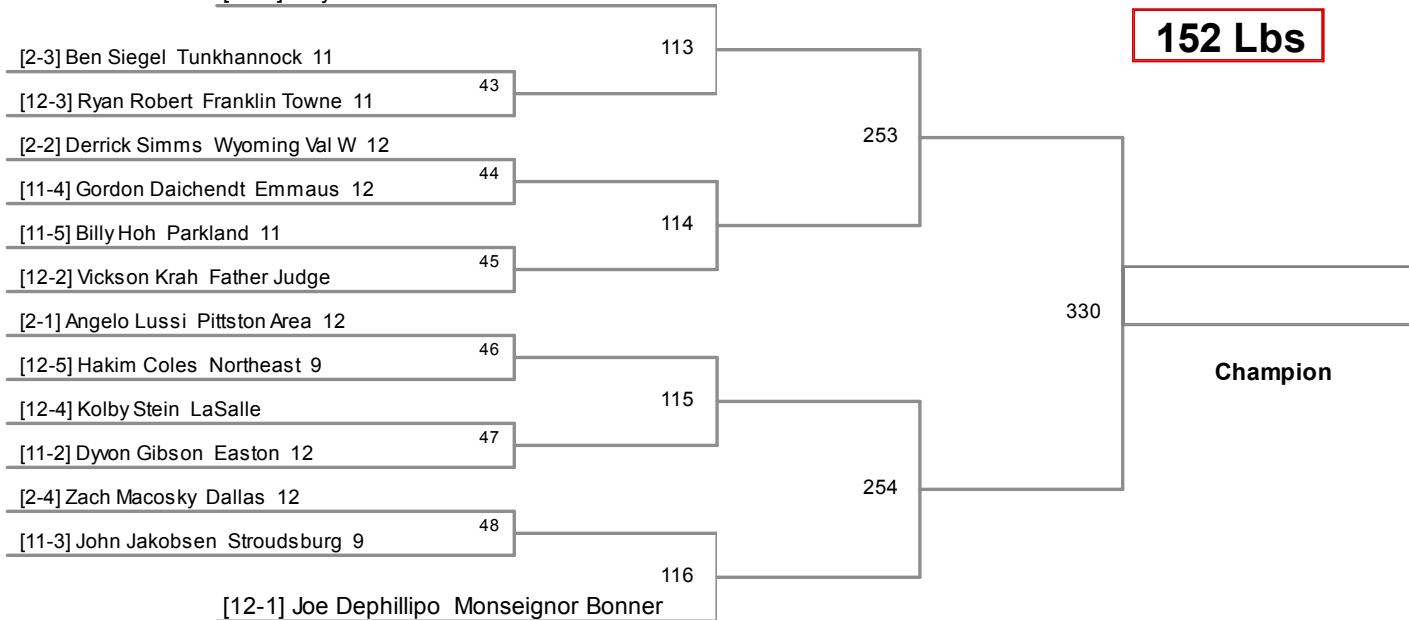 152 Lbs
113
[2-3] Ben Siegel Tunkhannock 11
43
[12-3] Ryan Robert Franklin Towne 11
253
[2-2] Derrick Simms Wyoming Val W 12
44
[11-4] Gordon Daichendt Emmaus 12
114
[11-5] Billy Hoh Parkland 11
45
[12-2] Vickson Krah Father Judge
330
[2-1] Angelo Lussi Pittston Area 12
46
[12-5] Hakim Coles Northeast 9
Champion
115
[12-4] Kolby Stein LaSalle
47
[11-2] Dyvon Gibson Easton 12
254
[2-4] Zach Macosky Dallas 12
48
[11-3] John Jakobsen Stroudsburg 9
116
[12-1] Joe Dephillipo Monseignor Bonner